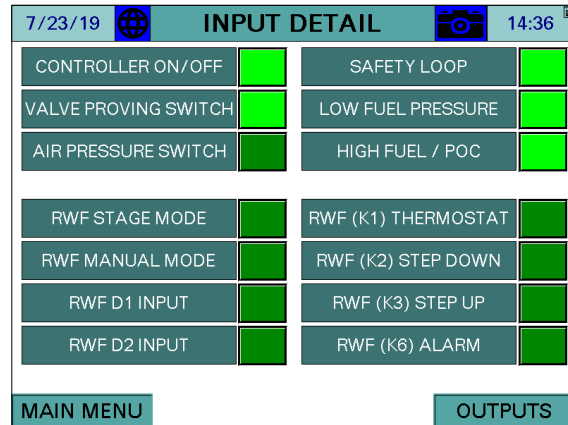 7/23/19 INPUT DETAIL 14:36
CONTROLLER ON/OFF SAFETY LOOP
VALVE PROVING SWITCH LOW FUEL PRESSURE
AIR PRESSURE SWITCH HIGH FUEL / POC
RWF STAGE MODE RWF (K1) THERMOSTAT
RWF MANUAL MODE RWF (K2) STEP DOWN
RWF D1 INPUT RWF (K3) STEP UP
RWF D2 INPUT RWF (K6) ALARM
MAIN MENU OUTPUTS